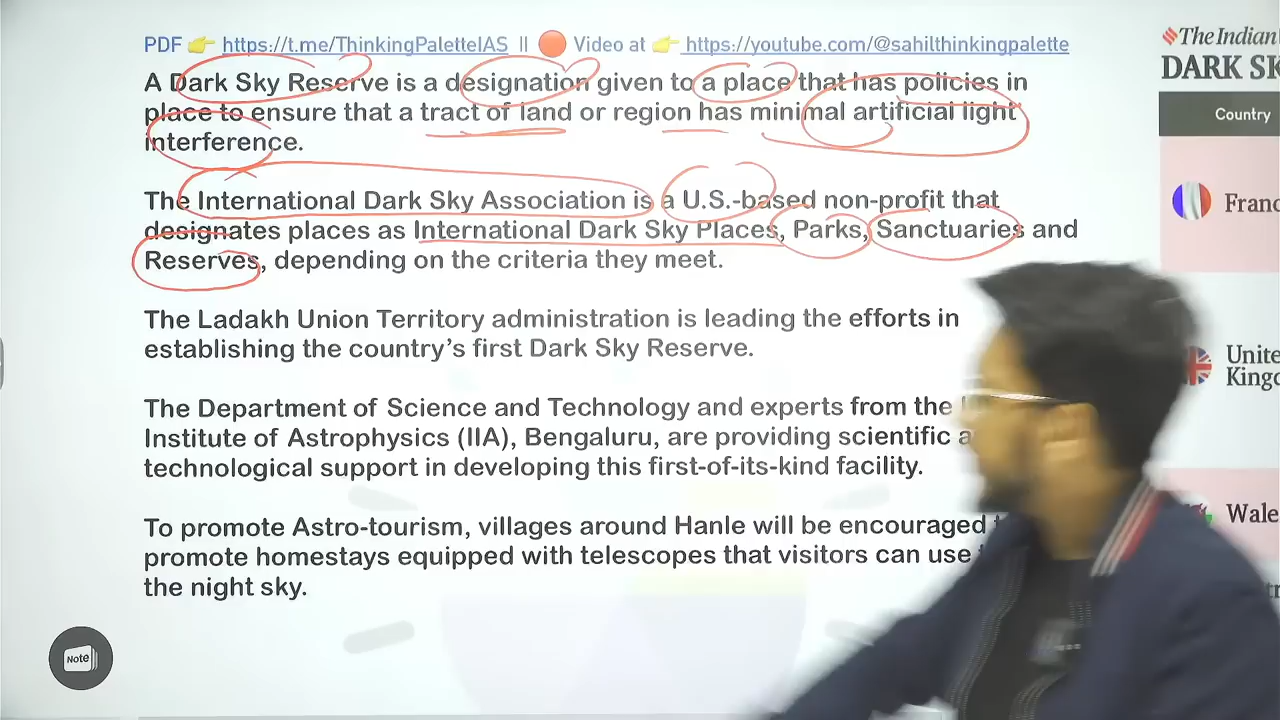 PDF 👉 https://t.me/ThinkingPaletteIAS || 🔴 Video at 👉 https://youtube.com/@sahilthinkingpalette
A Dark Sky Reserve is a designation given to a place that has policies in
place to ensure that a tract of land or region has minimal artificial light
interference.
The International Dark Sky Association is a U.S.-based non-profit that
designates places as International Dark Sky Places, Parks, Sanctuaries and
Reserves, depending on the criteria they meet.
The Ladakh Union Territory administration is leading the efforts in
establishing the country's first Dark Sky Reserve.
The Department of Science and Technology and experts from the
Institute of Astrophysics (IIA), Bengaluru, are providing scientific
technological support in developing this first-of-its-kind facility.
To promote Astro-tourism, villages around Hanle will be encouraged
promote homestays equipped with telescopes that visitors can use
the night sky.
Note
The Indian
DARK SK
Country
Franc
Unite
Kingd
Wale